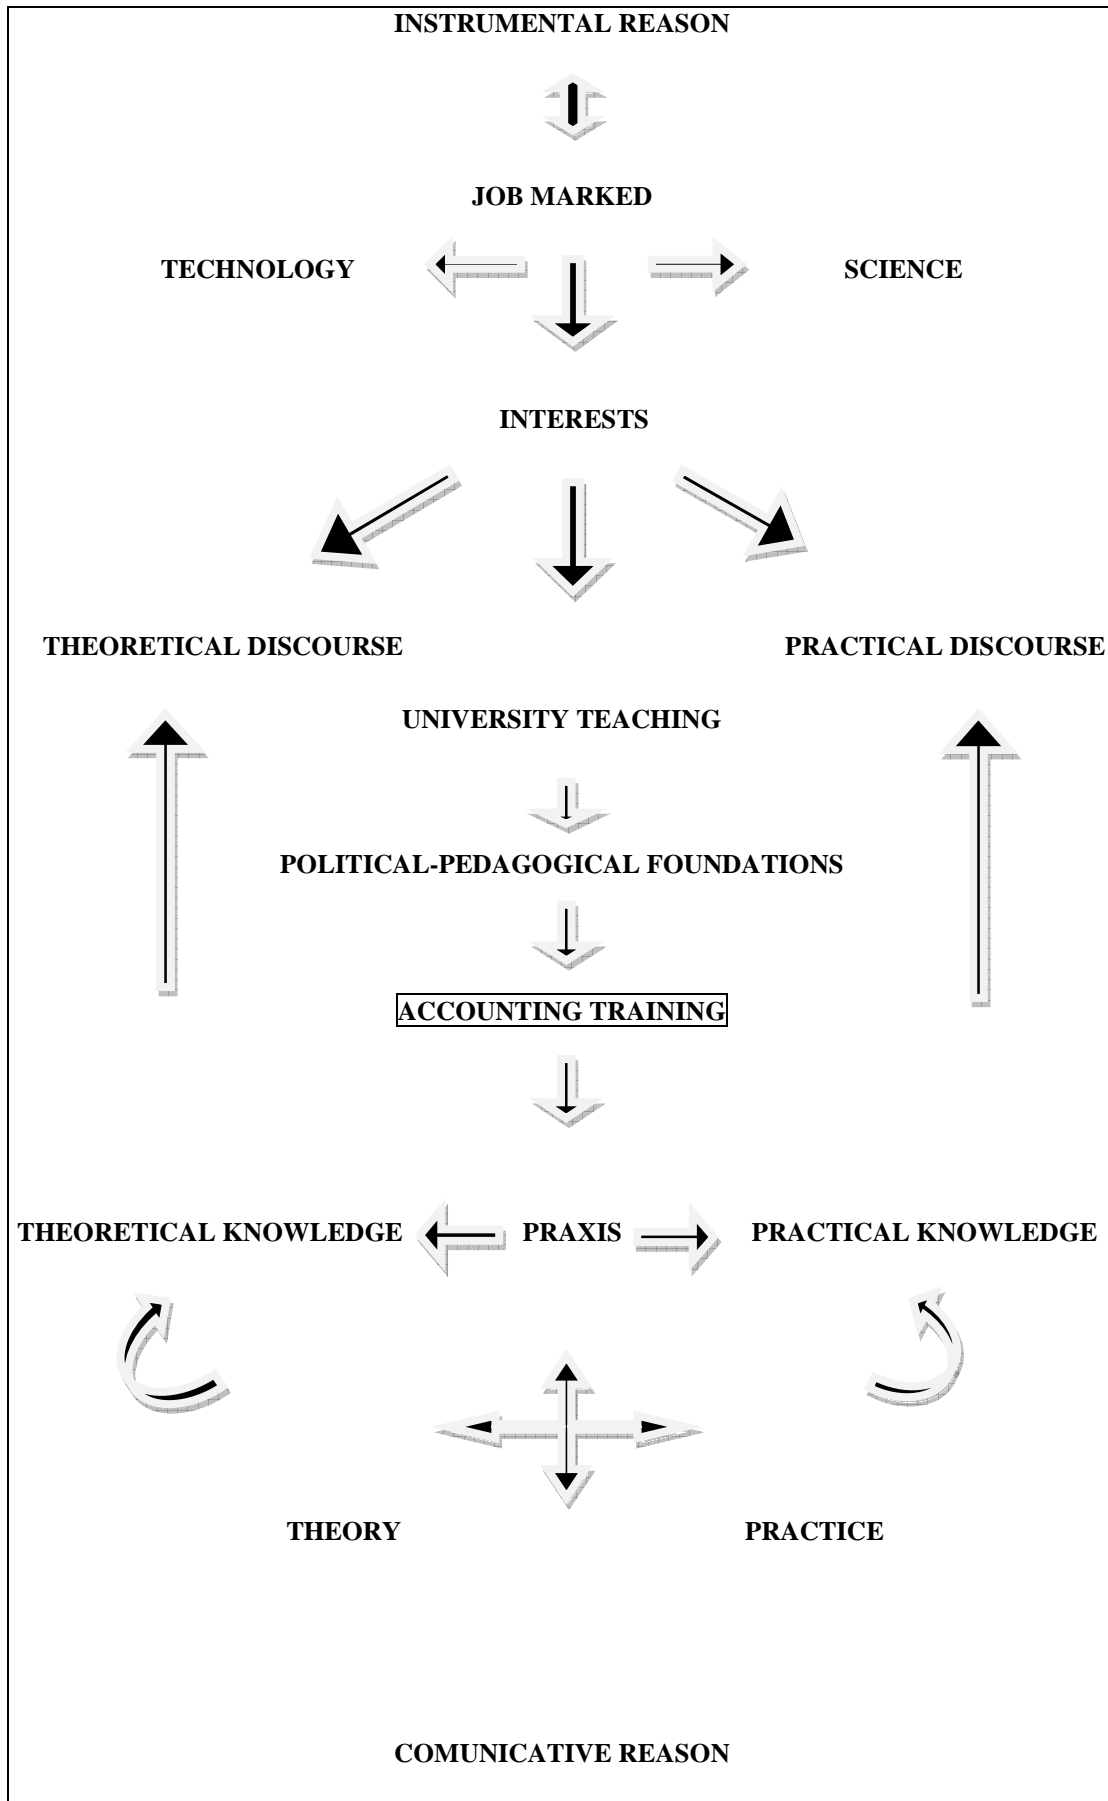 INSTRUMENTAL REASON
JOB MARKED
TECHNOLOGY
SCIENCE
INTERESTS
THEORETICAL DISCOURSE
PRACTICAL DISCOURSE
UNIVERSITY TEACHING
POLITICAL-PEDAGOGICAL FOUNDATIONS
ACCOUNTING TRAINING
THEORETICAL KNOWLEDGE
PRAXIS
PRACTICAL KNOWLEDGE
THEORY
PRACTICE
COMUNICATIVE REASON